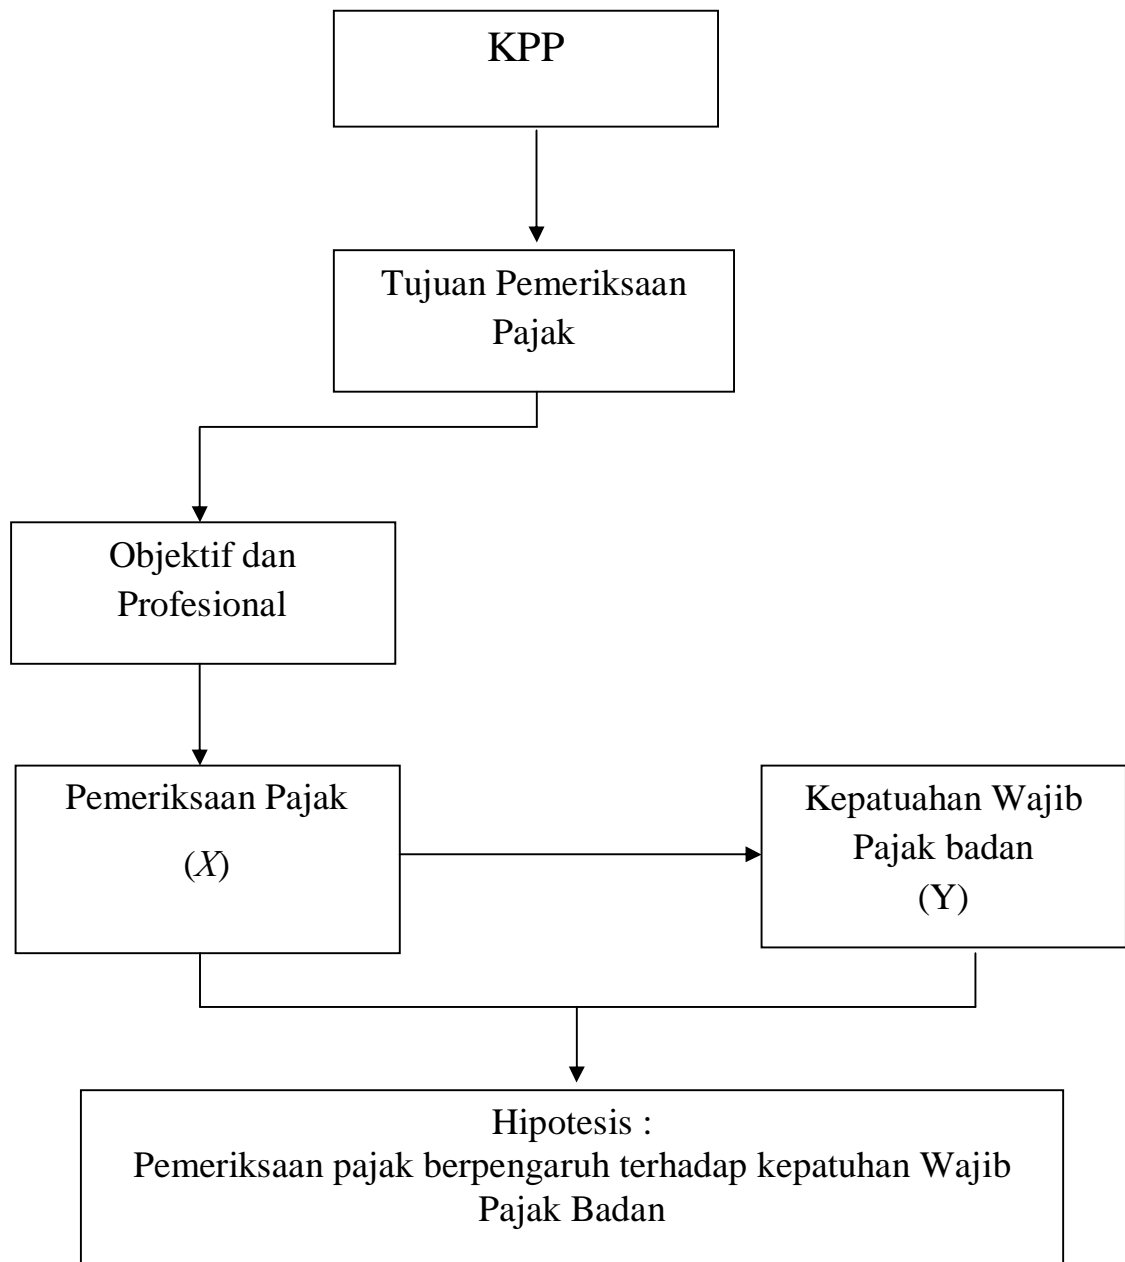 KPP
Tujuan Pemeriksaan
Pajak
Objektif dan
Profesional
Pemeriksaan Pajak
(X)
Kepatuahan Wajib
Pajak badan
(Y)
Hipotesis :
Pemeriksaan pajak berpengaruh terhadap kepatuhan Wajib
Pajak Badan